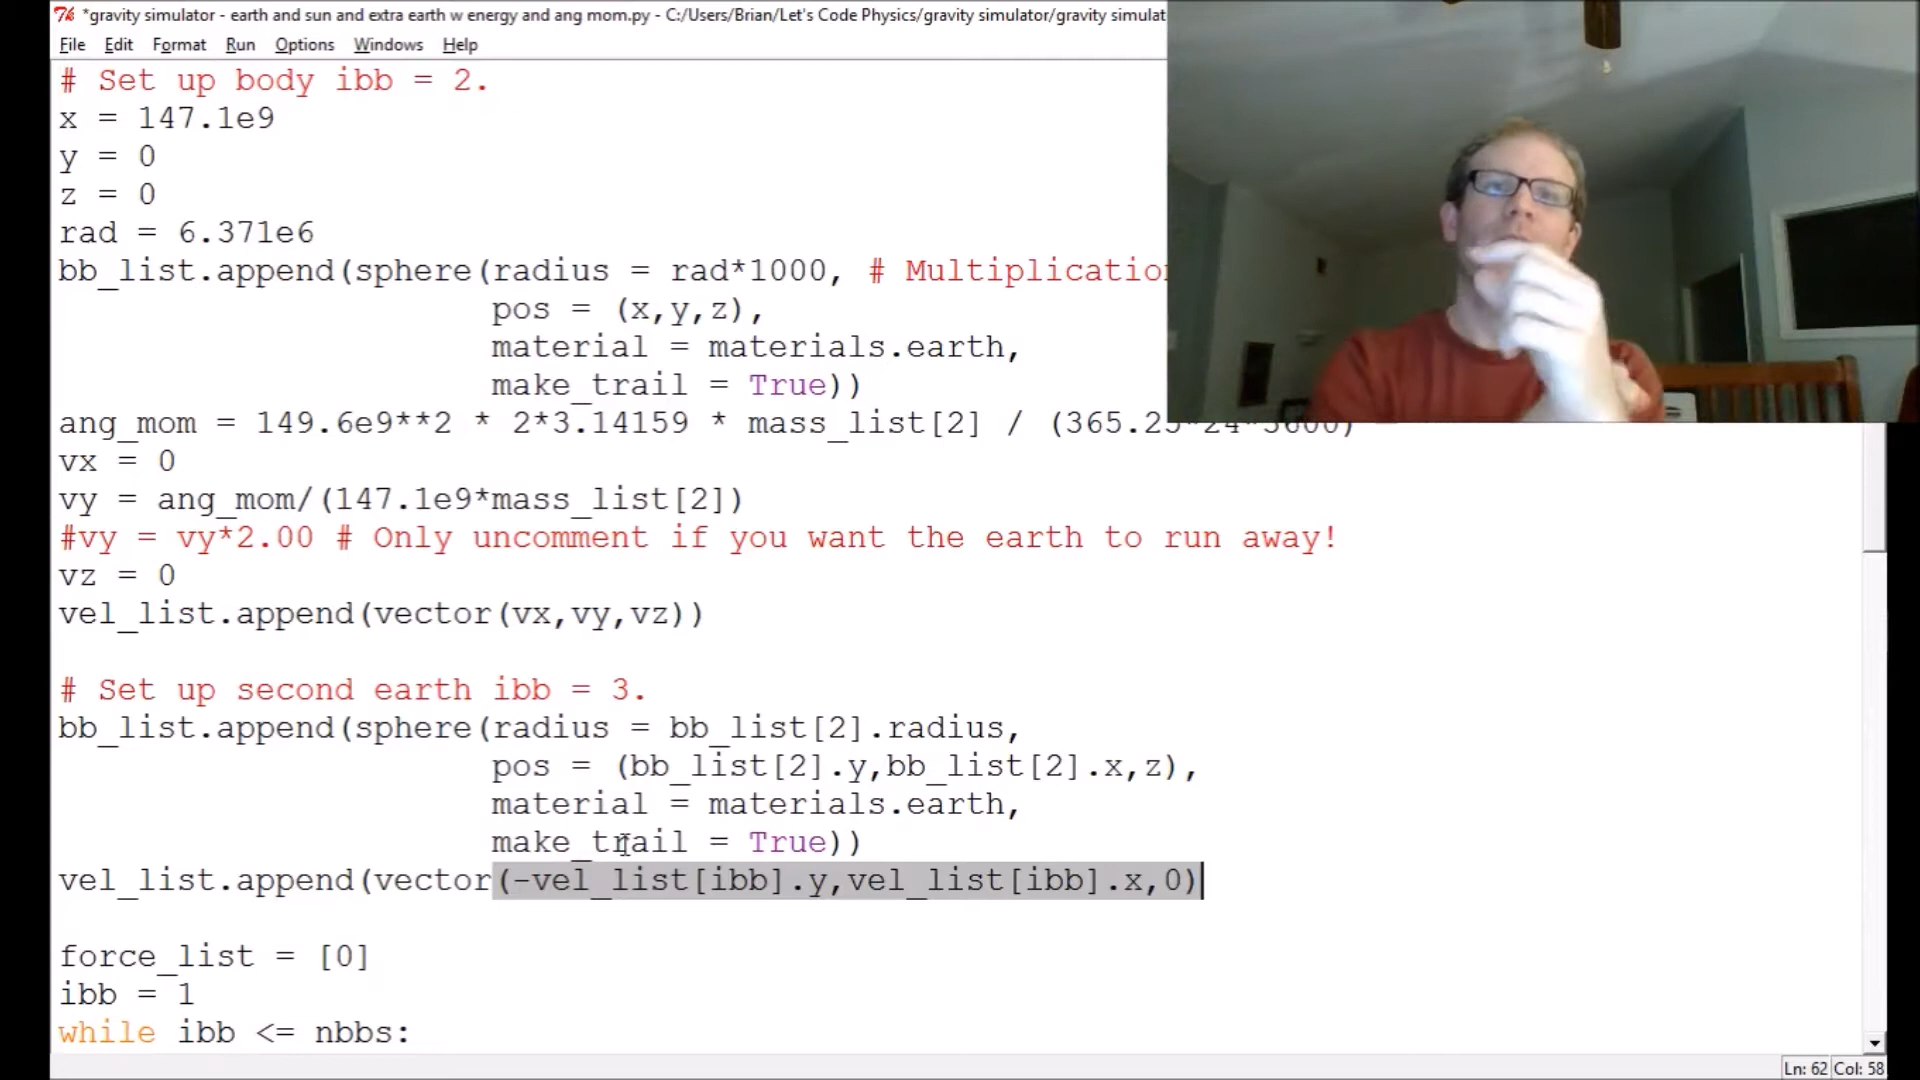 *gravity simulator - earth and sun and extra earth w energy and ang mom.py - C:/Users/Brian/Let's Code Physics/gravity simulator/gravity simulat
File Edit Format Run Options Windows Help
# Set up body ibb = 2.
x = 147.1e9
y = 0
z = 0
rad = 6.371e6
bb_list.append(sphere(radius = rad*1000, # Multiplication
pos = (x,y,z),
material = materials.earth,
make_trail = True))
ang_mom = 149.6e9**2 * 2*3.14159 * mass_list[2] / (365.25*24*3600)
vx = 0
vy = ang_mom/(147.1e9*mass_list[2])
#vy = vy*2.00 # Only uncomment if you want the earth to run away!
vz = 0
vel_list.append(vector(vx,vy,vz))
# Set up second earth ibb = 3.
bb_list.append(sphere(radius = bb_list[2].radius,
pos = (bb_list[2].y,bb_list[2].x,z),
material = materials.earth,
make_trail = True))
vel_list.append(vector(-vel_list[ibb].y,vel_list[ibb].x,0)
force_list = [0]
ibb = 1
while ibb <= nbbs:
Ln: 62 Col: 58